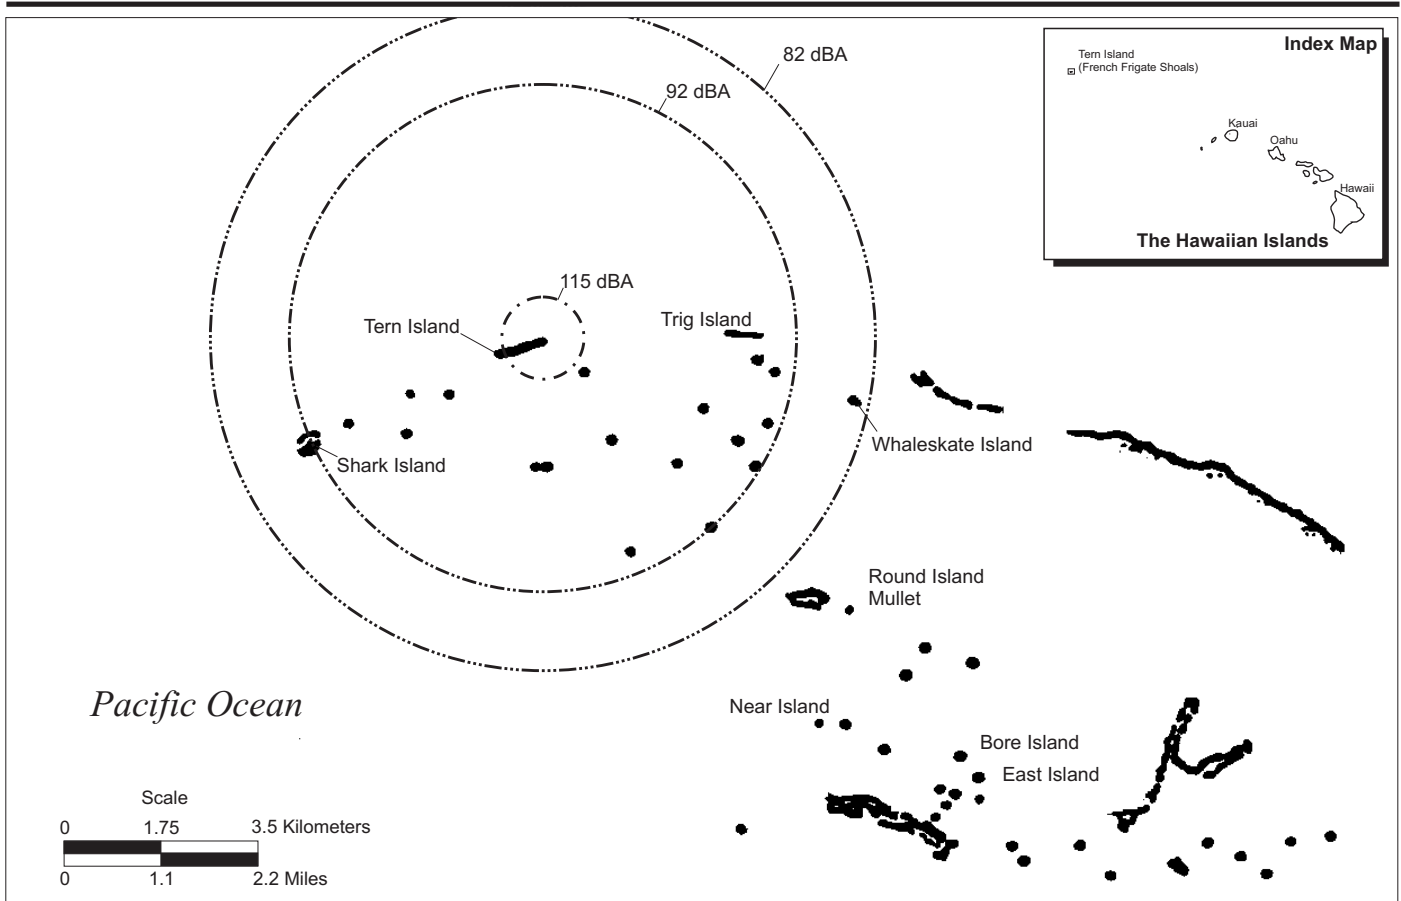 82 dBA
92 dBA
115 dBA
Tern Island
Trig Island
Whaleskate Island
Shark Island
Round Island
Mullet
Near Island
Bore Island
East Island
Pacific Ocean
Scale
0 1.75 3.5 Kilometers
0 1.1 2.2 Miles
Index Map
Tern Island
(French Frigate Shoals)
Kauai
Oahu
Hawaii
The Hawaiian Islands